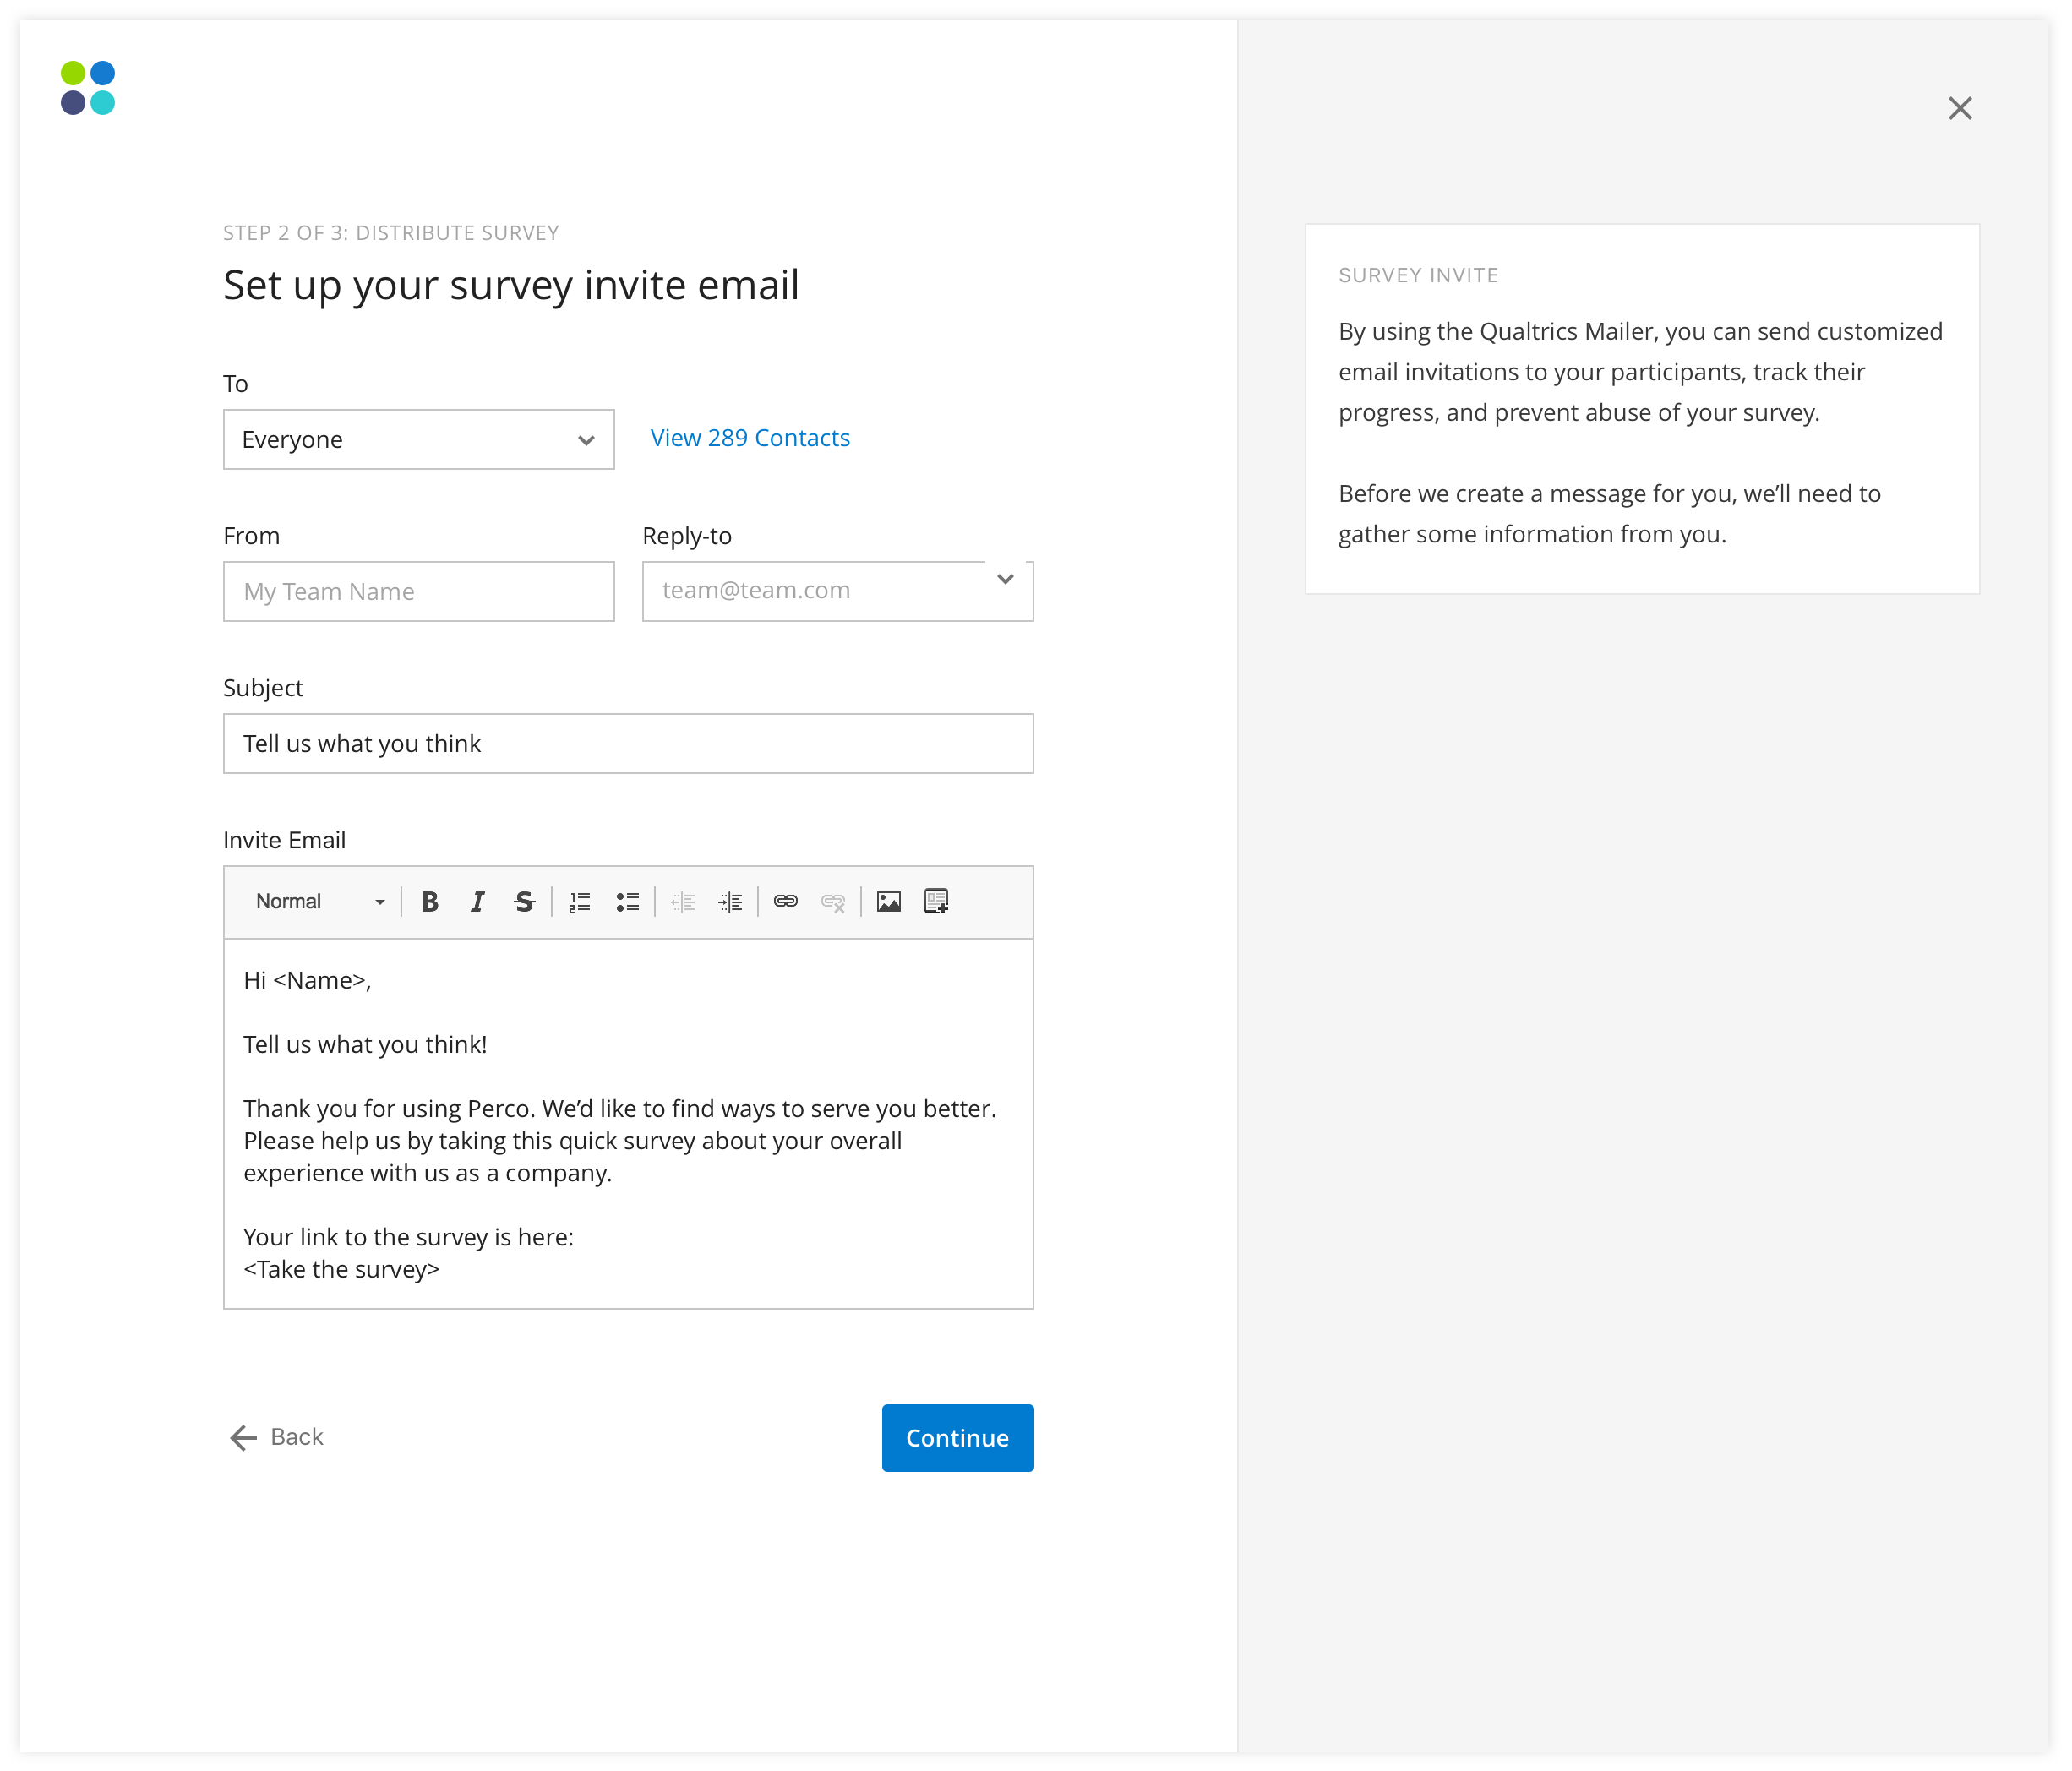 STEP 2 OF 3: DISTRIBUTE SURVEY
Set up your survey invite email
To
Everyone
View 289 Contacts
From
Reply-to
My Team Name
team@team.com
Subject
Tell us what you think
Invite Email
Normal
B I S
Hi <Name>,
Tell us what you think!
Thank you for using Perco. We’d like to find ways to serve you better.
Please help us by taking this quick survey about your overall
experience with us as a company.
Your link to the survey is here:
<Take the survey>
Back
Continue
SURVEY INVITE
By using the Qualtrics Mailer, you can send customized
email invitations to your participants, track their
progress, and prevent abuse of your survey.
Before we create a message for you, we’ll need to
gather some information from you.